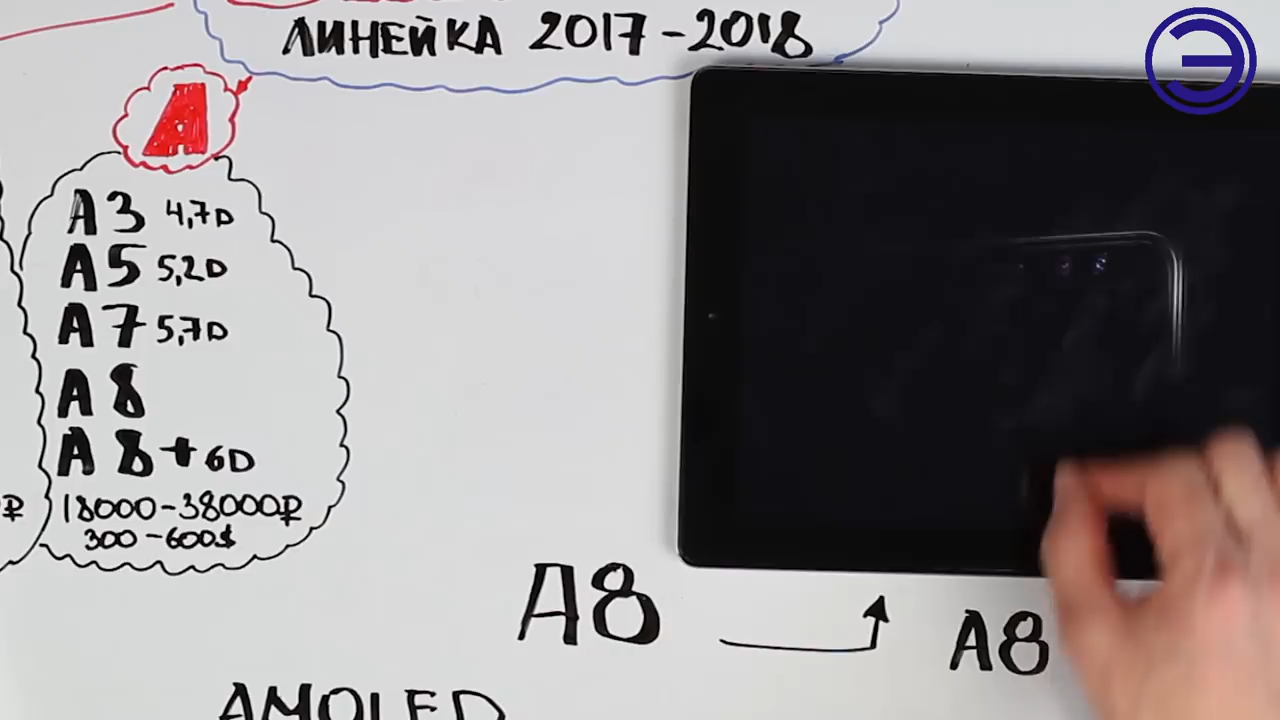 ЛИНЕЙКА 2017-2018
Э
A
A3 4,7D
A5 5,2D
A7 5,7D
A8
A8+ 6D
₽
18000-38000₽
300-600$
A8
A8
AMOLED